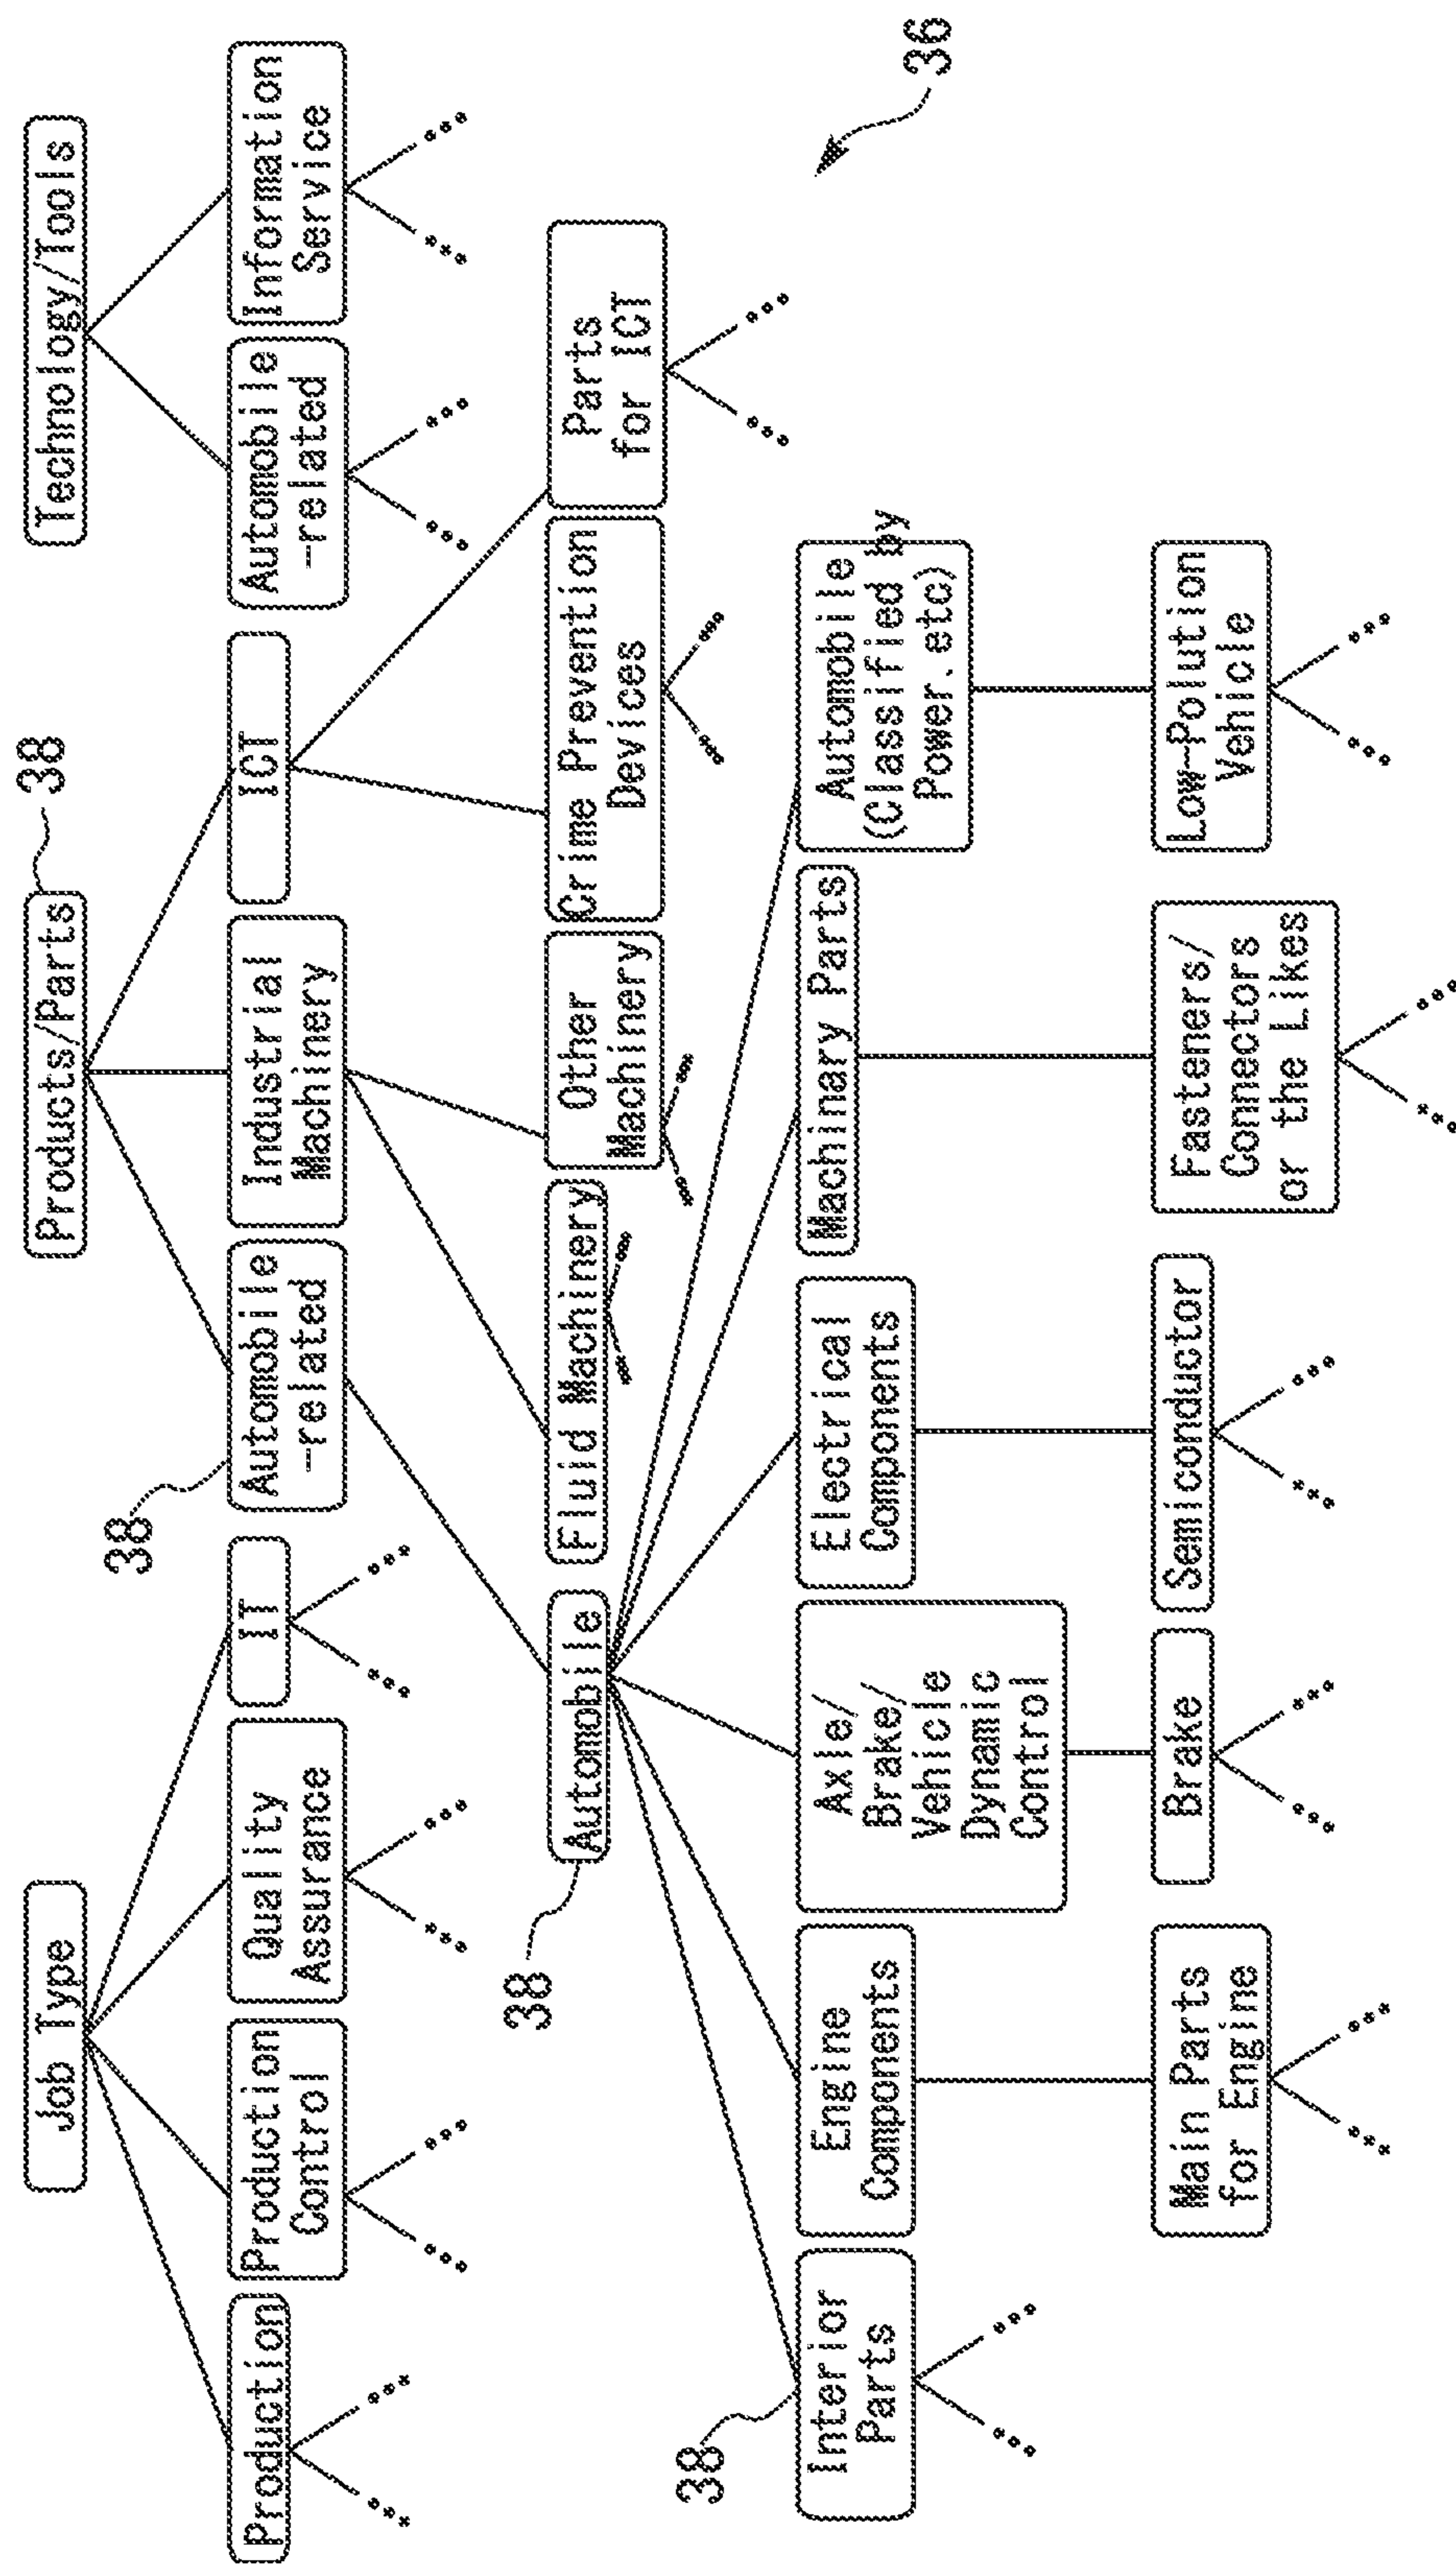 Job Type
Products/Parts
38
Technology/Tools
Production
Production
Control
Quality
Assurance
IT
38
Automobile
-related
Industrial
Machinery
ICT
Automobile
-related
Information
Service
38
Automobile
Fluid Machinery
Other
Machinery
Crime Prevention
Devices
Parts
for ICT
36
38
Interior
Parts
Engine
Components
Axle/
Brake/
Vehicle
Dynamic
Control
Electrical
Components
Machinary Parts
Automobile
(Classified by
Power.etc)
Main Parts
for Engine
Brake
Semiconductor
Fasteners/
Connectors
or the Likes
Low-Polution
Vehicle